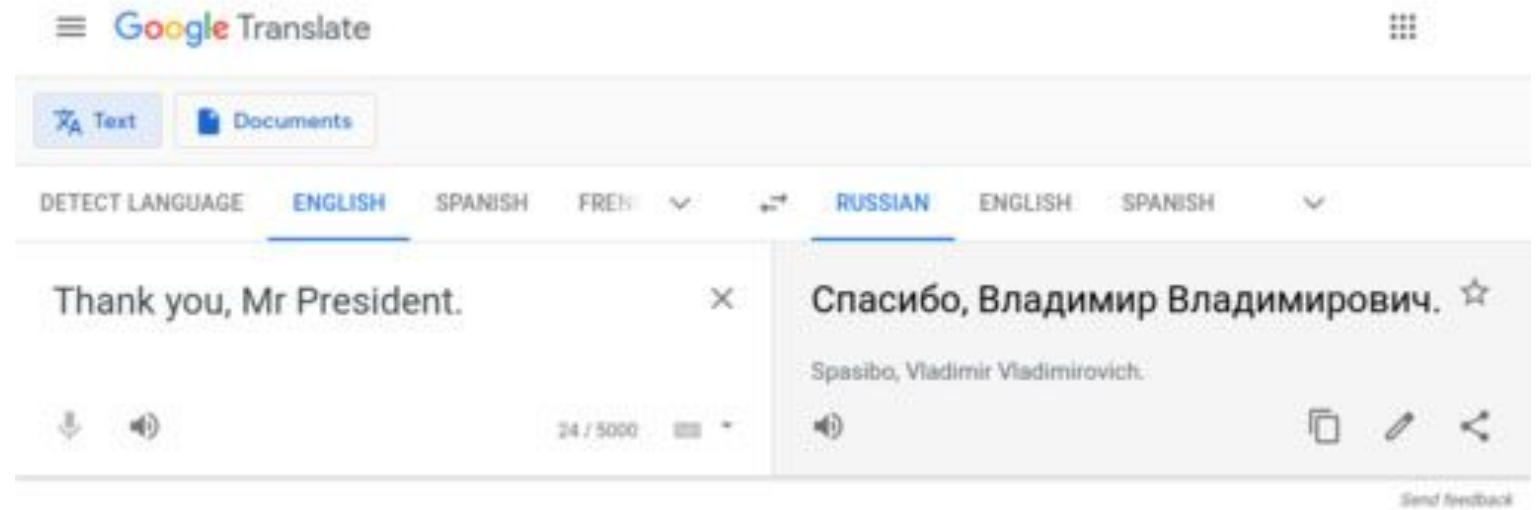 Google Translate
Text Documents
DETECT LANGUAGE ENGLISH SPANISH FREN RUSSIAN ENGLISH SPANISH
Thank you, Mr President.
Спасибо, Владимир Владимирович.
Spasibo, Vladimir Vladimirovich.
24 / 5000
Send feedback